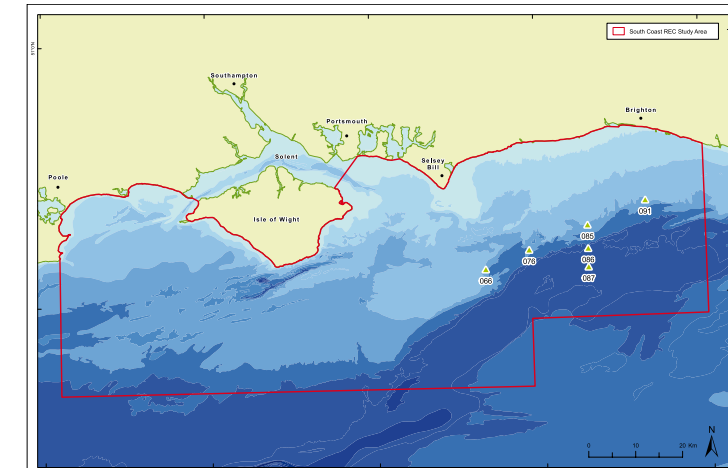 South Coast REC Study Area
Southampton
Portsmouth
Brighton
Solent
Selsey
Bill
Poole
Isle of Wight
091
085
076
086
066
087
N
0 10 20 Km